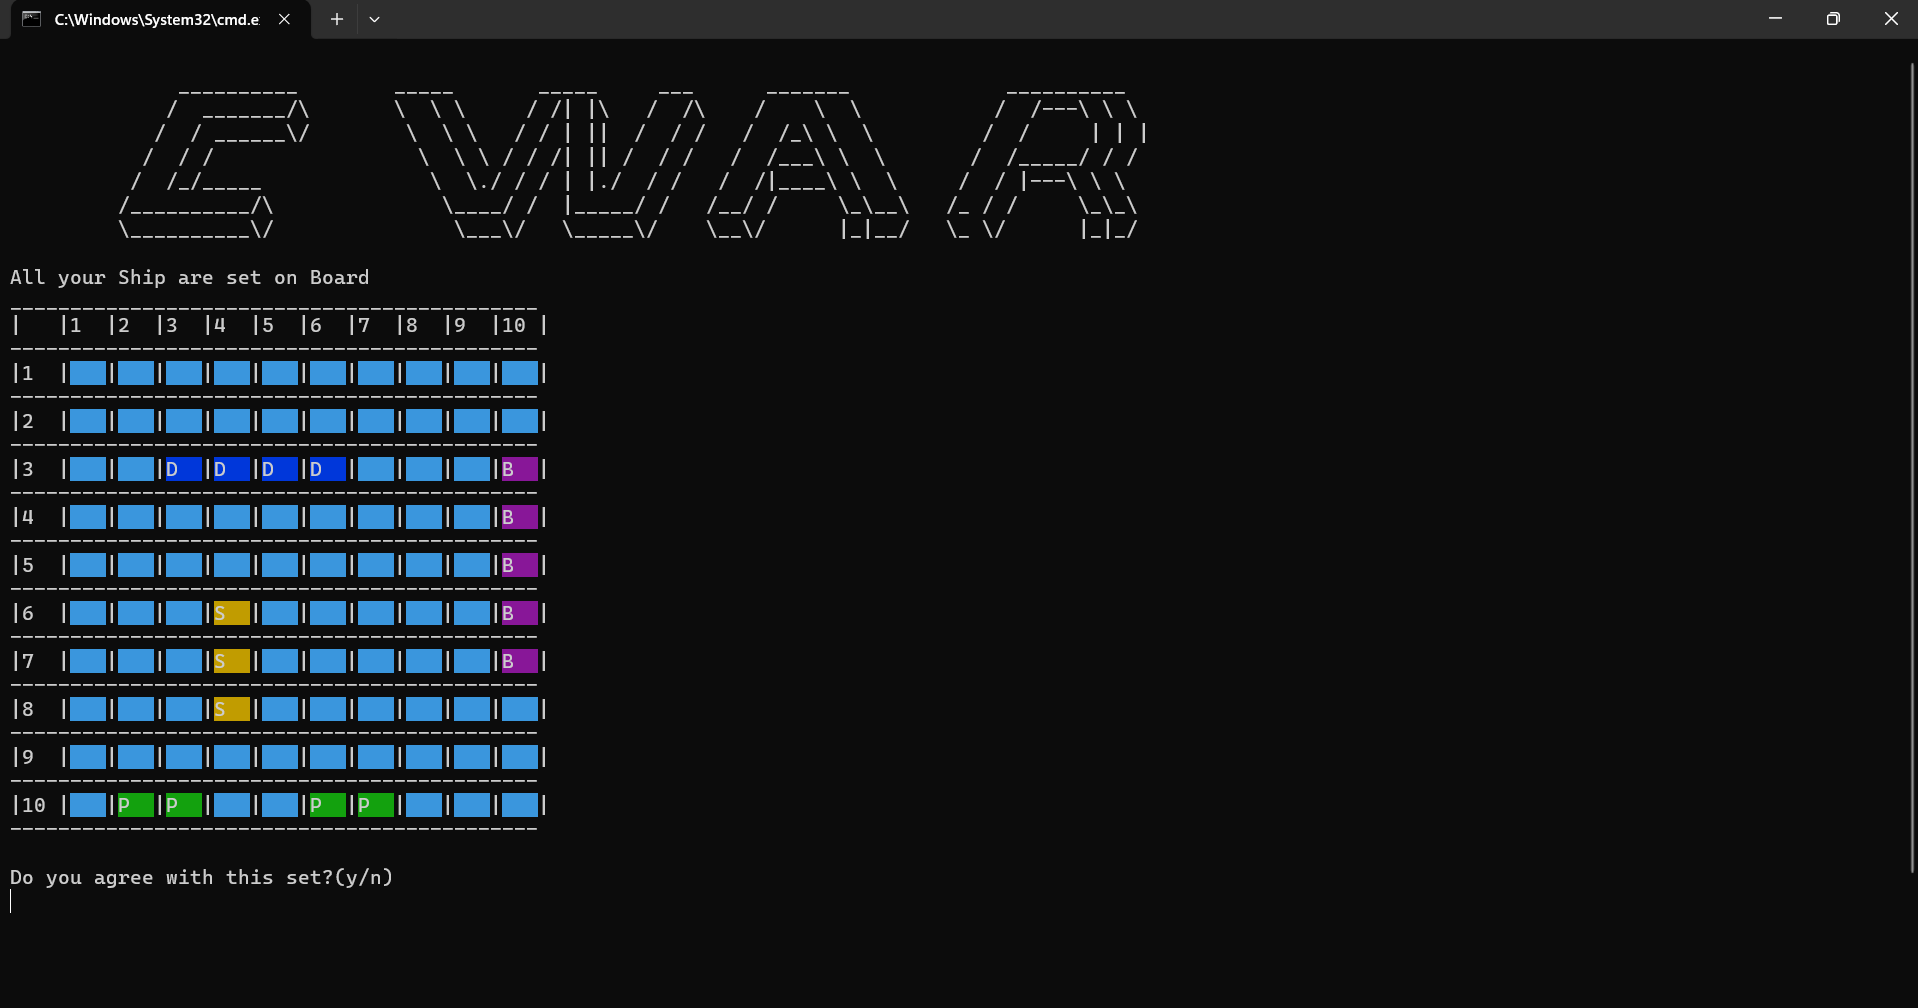 C:\Windows\System32\cmd.e
E WAR
All your Ship are set on Board
|   |1  |2  |3  |4  |5  |6  |7  |8  |9  |10 |
|1  |   |   |   |   |   |   |   |   |   |   |
|2  |   |   |   |   |   |   |   |   |   |   |
|3  |   |   |D  |D  |D  |D  |   |   |   |B  |
|4  |   |   |   |   |   |   |   |   |   |B  |
|5  |   |   |   |   |   |   |   |   |   |B  |
|6  |   |   |   |S  |   |   |   |   |   |B  |
|7  |   |   |   |S  |   |   |   |   |   |B  |
|8  |   |   |   |S  |   |   |   |   |   |   |
|9  |   |   |   |   |   |   |   |   |   |   |
|10 |   |P  |P  |   |   |P  |P  |   |   |   |
Do you agree with this set?(y/n)